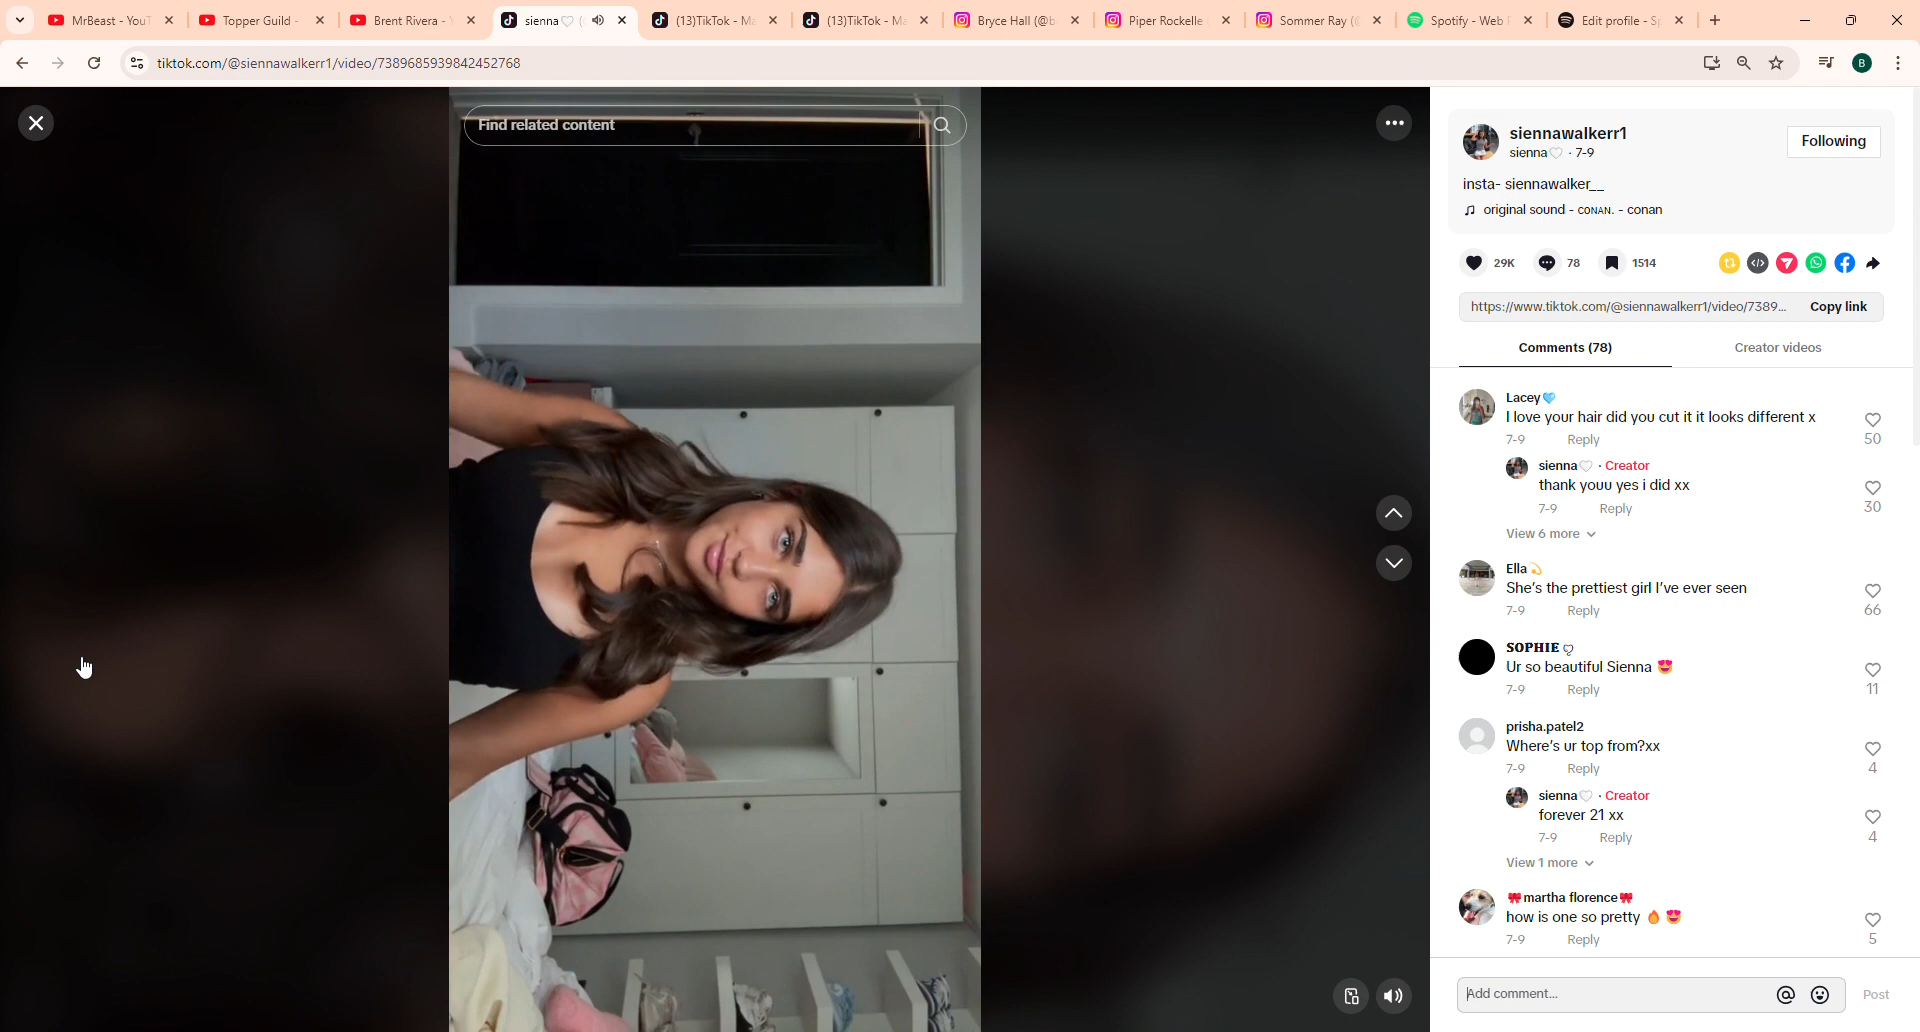 MrBeast - YouT
Topper Guild -
Brent Rivera -
sienna🤍 (
(13)TikTok - Ma
(13)TikTok - Ma
Bryce Hall (@b
Piper Rockelle
Sommer Ray (@
Spotify - Web
Edit profile - Sp
tiktok.com/@siennawalkerr1/video/7389685939842452768
B
Find related content
siennawalkerr1
sienna🤍 · 7-9
Following
insta- siennawalker__
original sound - ᴄᴏɴᴀɴ. - conan
29K
78
1514
https://www.tiktok.com/@siennawalkerr1/video/7389...
Copy link
Comments (78)
Creator videos
Lacey🩵
I love your hair did you cut it it looks different x
7-9
Reply
50
sienna🤍 · Creator
thank youu yes i did xx
7-9
Reply
30
View 6 more
Ella💫
She's the prettiest girl I've ever seen
7-9
Reply
66
𝐒𝐎𝐏𝐇𝐈𝐄 ღ
Ur so beautiful Sienna 😍
7-9
Reply
11
prisha.patel2
Where's ur top from?xx
7-9
Reply
4
sienna🤍 · Creator
forever 21 xx
7-9
Reply
4
View 1 more
🎀martha florence🎀
how is one so pretty 🔥 😍
7-9
Reply
5
Add comment...
Post